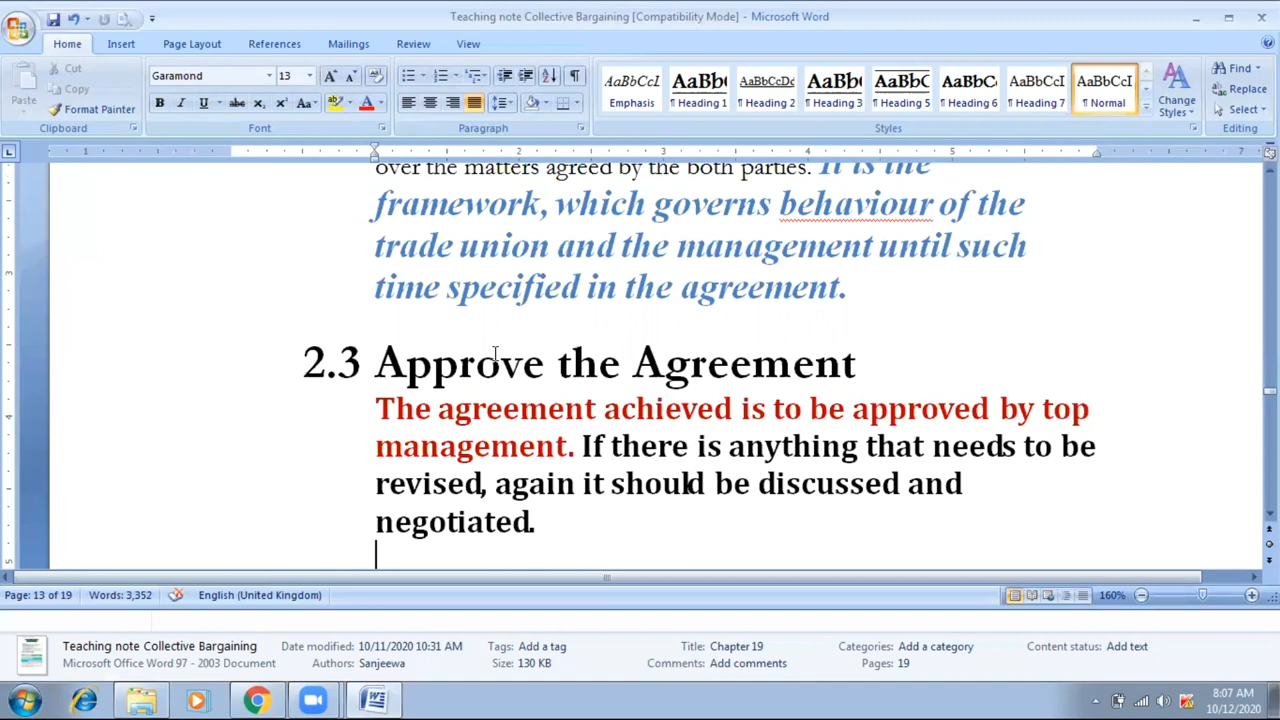 Teaching note Collective Bargaining [Compatibility Mode] - Microsoft Word
Home Insert Page Layout References Mailings Review View
Paste
Cut
Copy
Format Painter
Clipboard
Garamond 13
Font
Paragraph
AaBbCcI AaBb( AaBbCcDc AaBb( AaBbC AaBbC AaBbCcI AaBbCcI
Emphasis ¶ Heading 1 ¶ Heading 2 ¶ Heading 3 ¶ Heading 5 ¶ Heading 6 ¶ Heading 7 ¶ Normal
Change Styles
Styles
Find
Replace
Select
Editing
1 1 2 3 4 5 6 7
over the matters agreed by the both parties. It is the
framework, which governs behaviour of the
trade union and the management until such
time specified in the agreement.
2.3 Approve the Agreement
The agreement achieved is to be approved by top
management. If there is anything that needs to be
revised, again it should be discussed and
negotiated.
Page: 13 of 19 Words: 3,352 English (United Kingdom) 160%
Teaching note Collective Bargaining Date modified: 10/11/2020 10:31 AM Tags: Add a tag Title: Chapter 19 Categories: Add a category Content status: Add text
Microsoft Office Word 97 - 2003 Document Authors: Sanjeewa Size: 130 KB Comments: Add comments Pages: 19
8:07 AM
10/12/2020